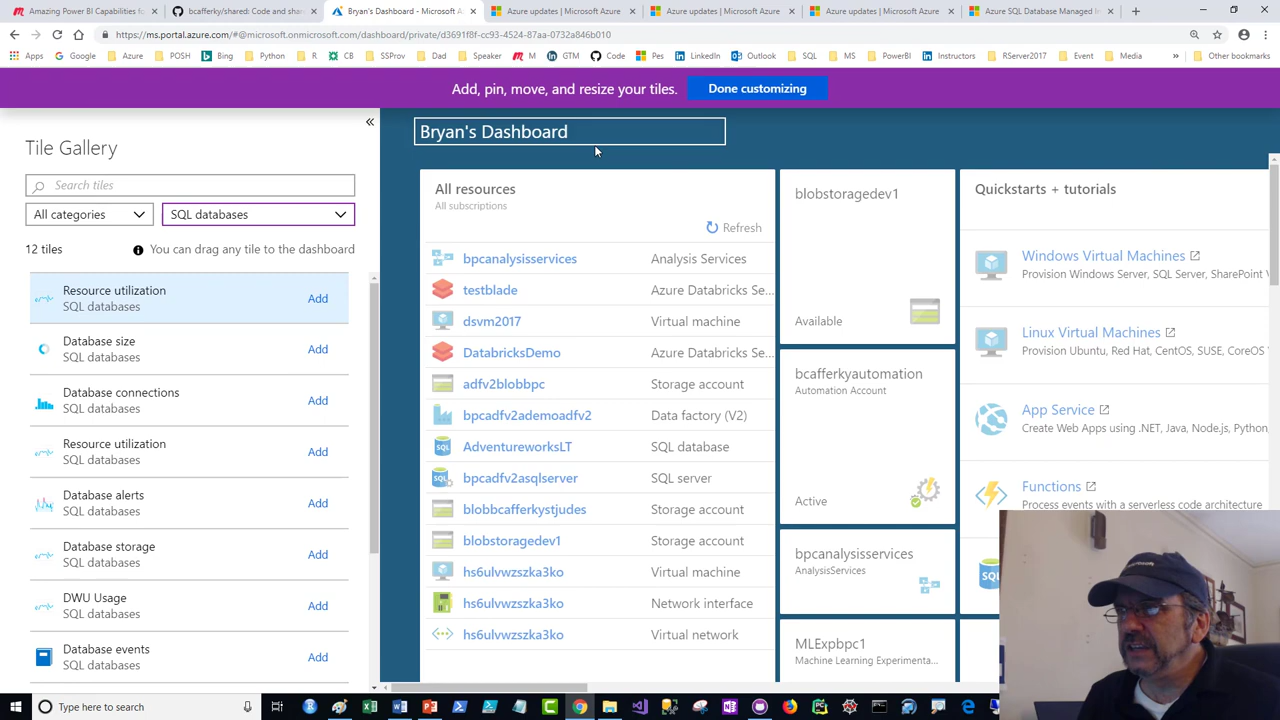 Amazing Power BI Capabilities for
bcafferky/shared: Code and shar
Bryan's Dashboard - Microsoft A
Azure updates | Microsoft Azure
Azure updates | Microsoft Azure
Azure updates | Microsoft Azure
Azure SQL Database Managed In
https://ms.portal.azure.com/#@microsoft.onmicrosoft.com/dashboard/private/d3691f8f-cc93-4524-87aa-0732a846b010
Apps
Google
Azure
POSH
Bing
Python
R
CB
SSProv
Dad
Speaker
M
GTM
Code
Pes
LinkedIn
Outlook
SQL
MS
PowerBI
Instructors
RServer2017
Event
Media
»
Other bookmarks
Add, pin, move, and resize your tiles.
Done customizing
Tile Gallery
Search tiles
All categories
SQL databases
12 tiles
You can drag any tile to the dashboard
Resource utilization
SQL databases
Add
Database size
SQL databases
Add
Database connections
SQL databases
Add
Resource utilization
SQL databases
Add
Database alerts
SQL databases
Add
Database storage
SQL databases
Add
DWU Usage
SQL databases
Add
Database events
SQL databases
Add
Bryan's Dashboard
All resources
All subscriptions
Refresh
bpcanalysisservices Analysis Services
testblade Azure Databricks Se...
dsvm2017 Virtual machine
DatabricksDemo Azure Databricks Se...
adfv2blobbpc Storage account
bpcadfv2ademoadfv2 Data factory (V2)
AdventureworksLT SQL database
bpcadfv2asqlserver SQL server
blobbcafferkystjudes Storage account
blobstoragedev1 Storage account
hs6ulvwzszka3ko Virtual machine
hs6ulvwzszka3ko Network interface
hs6ulvwzszka3ko Virtual network
blobstoragedev1
Available
bcafferkyautomation
Automation Account
Active
bpcanalysisservices
AnalysisServices
MLExpbpc1
Machine Learning Experimenta...
Quickstarts + tutorials
Windows Virtual Machines
Provision Windows Server, SQL Server, SharePoint V
Linux Virtual Machines
Provision Ubuntu, Red Hat, CentOS, SUSE, CoreOS
App Service
Create Web Apps using .NET, Java, Node.js, Python,
Functions
Process events with a serverless code architecture
SQL
Type here to search